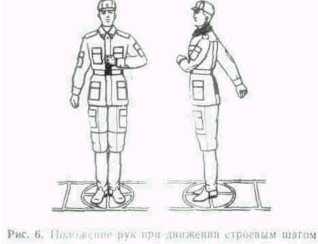 Рис. 6. Положение рук при движении строевым шагом